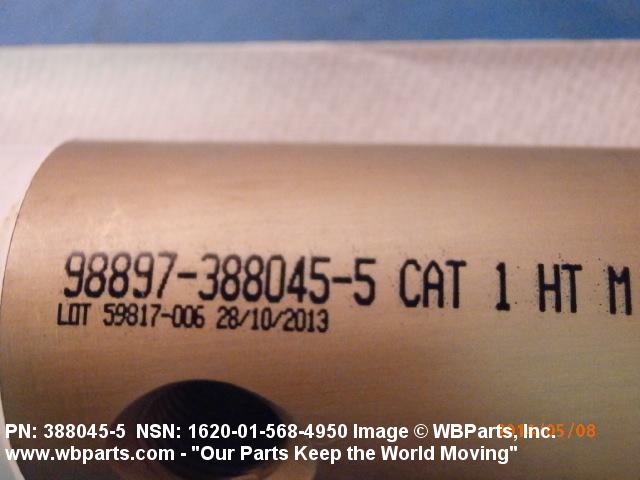 98897-388045-5 CAT 1 HT M
LOT 59817-006 28/10/2013
PN: 388045-5 NSN: 1620-01-568-4950 Image © WBParts, Inc.
www.wbparts.com - "Our Parts Keep the World Moving"